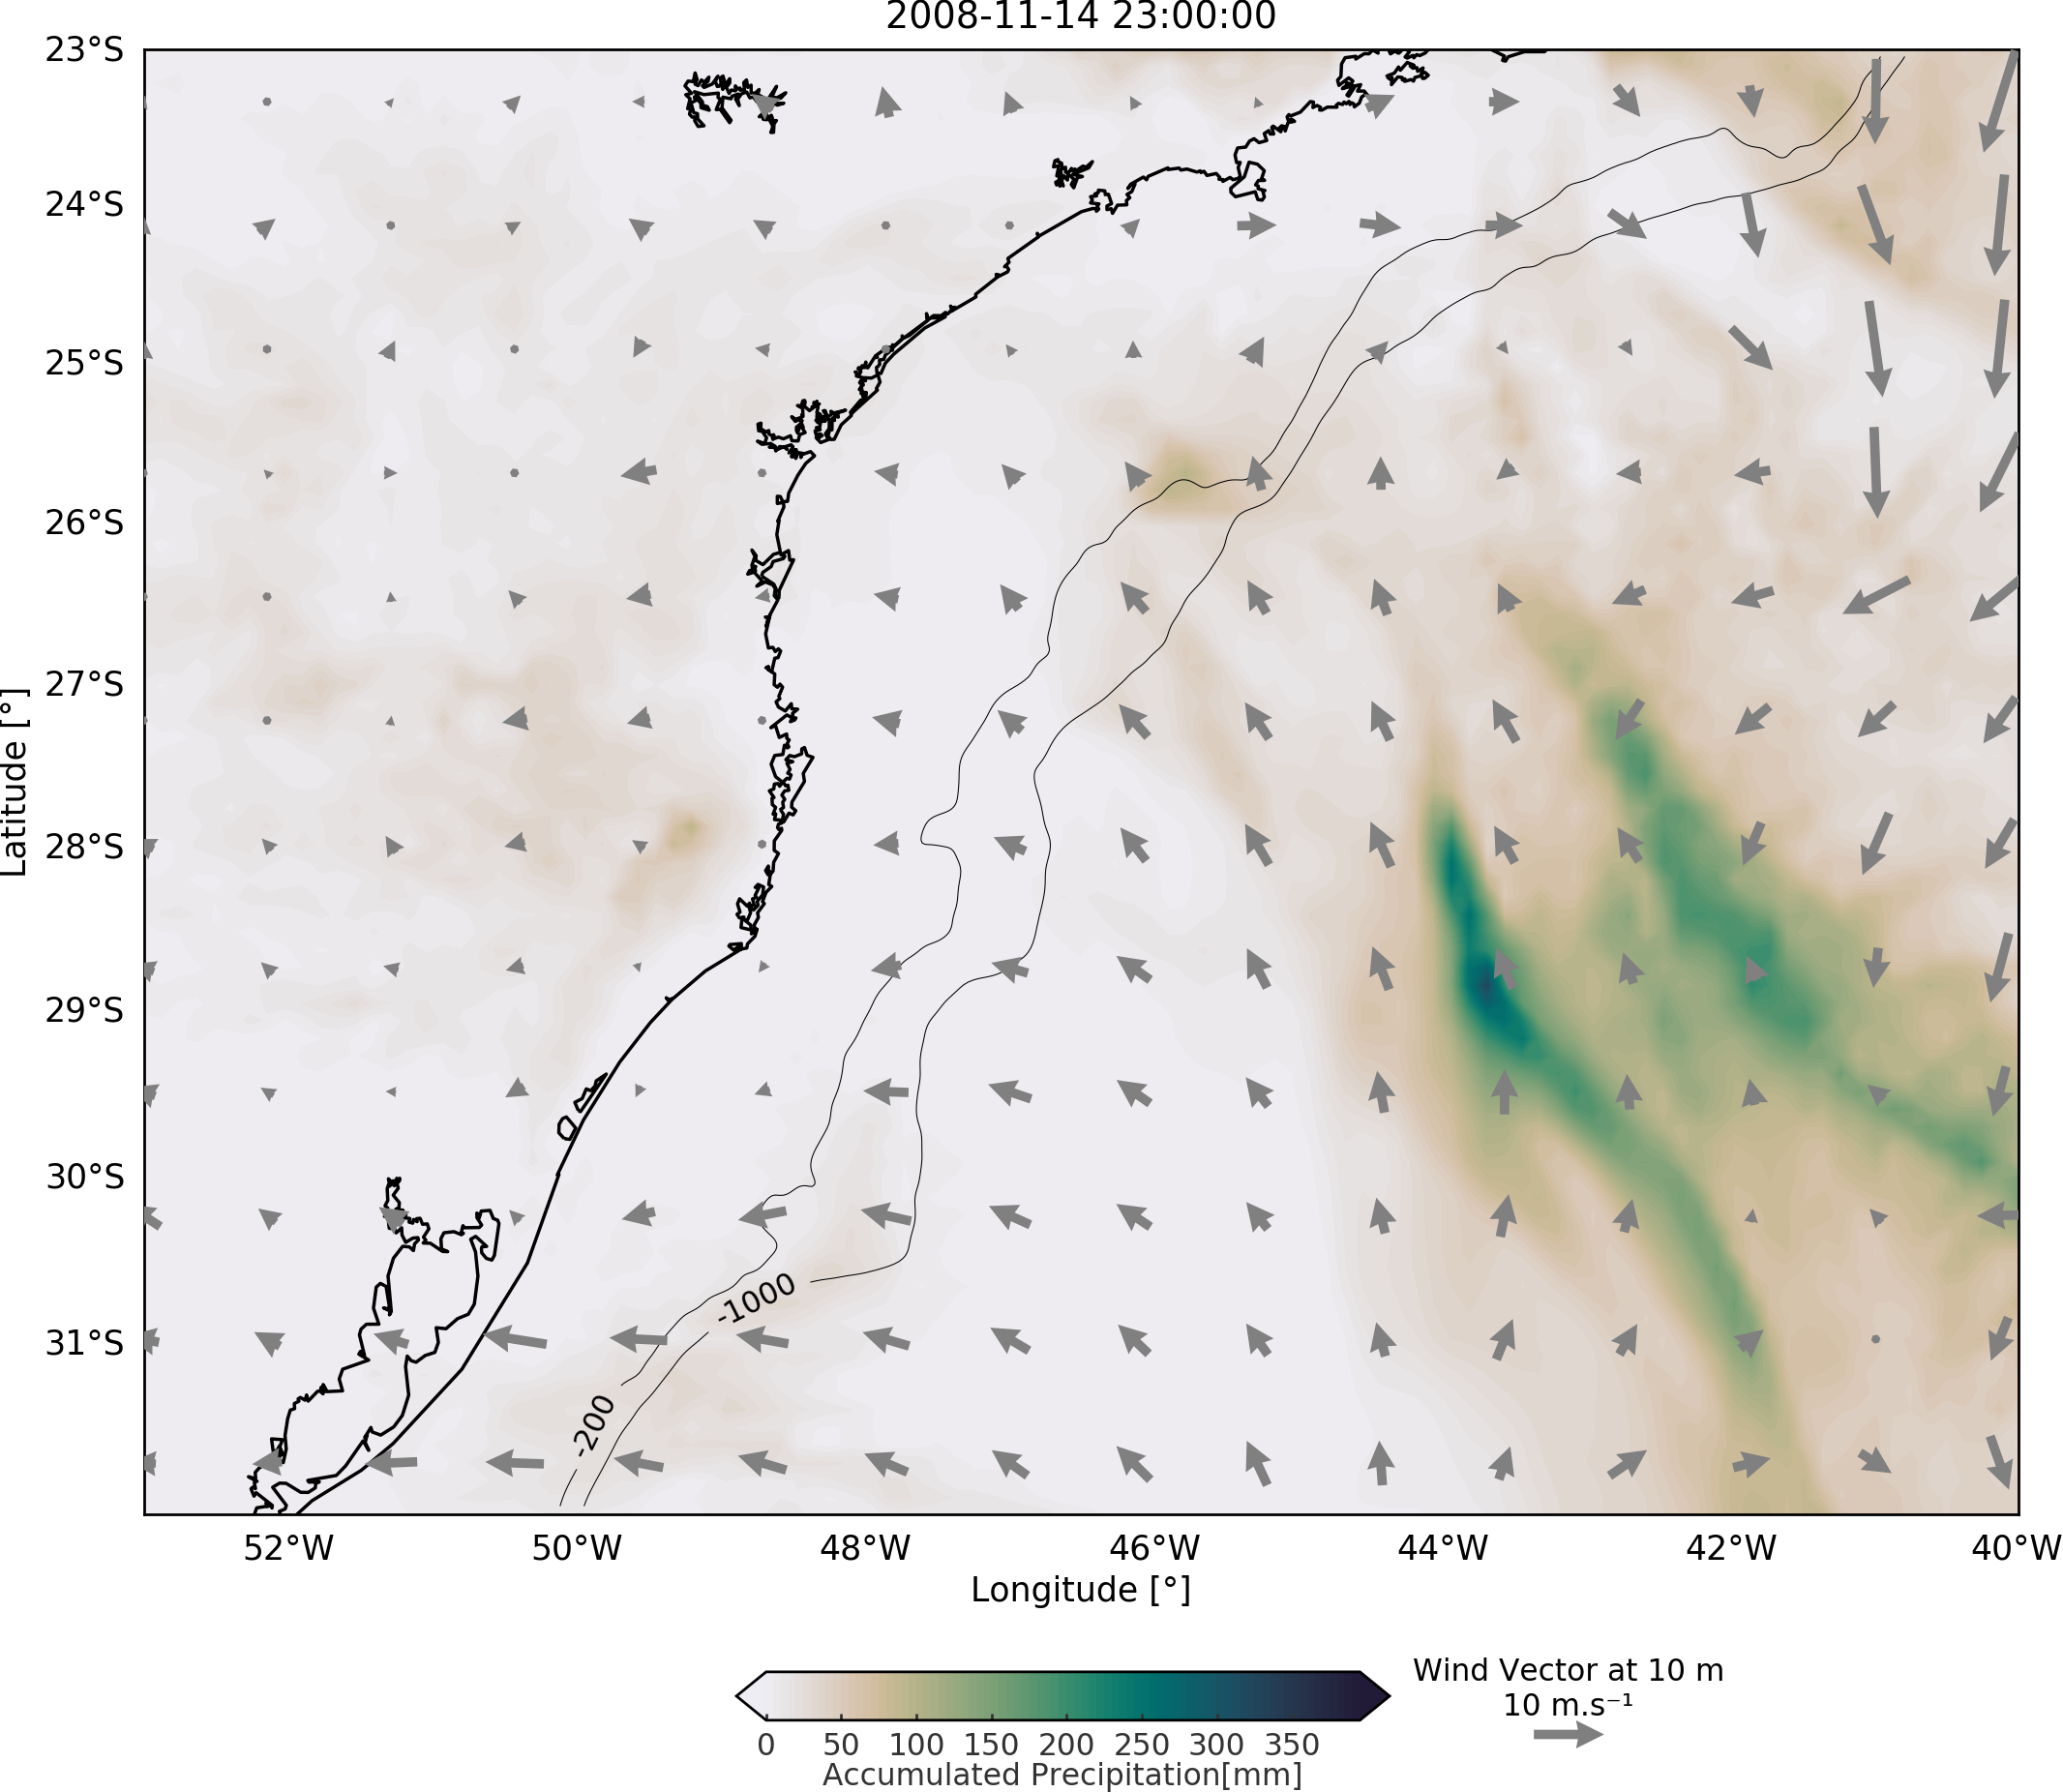 2008-11-14 23:00:00
23°S
24°S
25°S
26°S
27°S
28°S
29°S
30°S
31°S
Latitude [°]
-1000
-200
52°W 50°W 48°W 46°W 44°W 42°W 40°W
Longitude [°]
Wind Vector at 10 m
10 m.s⁻¹
0 50 100 150 200 250 300 350
Accumulated Precipitation[mm]